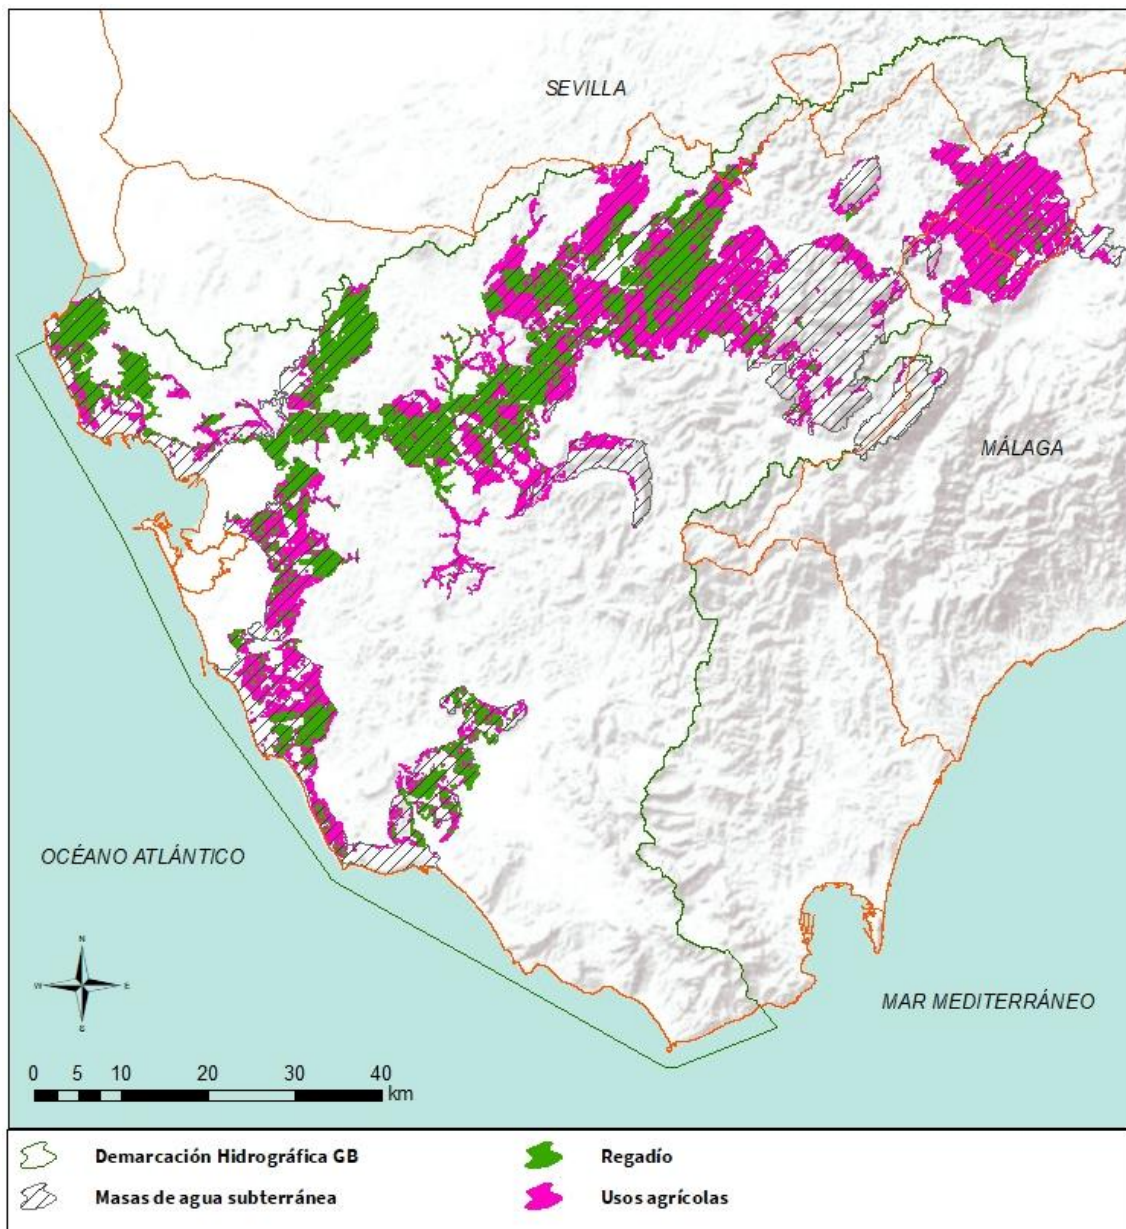 SEVILLA
MÁLAGA
OCÉANO ATLÁNTICO
MAR MEDITERRÁNEO
N
W E
S
0 5 10 20 30 40
km
Demarcación Hidrográfica GB
Regadío
Masas de agua subterránea
Usos agrícolas